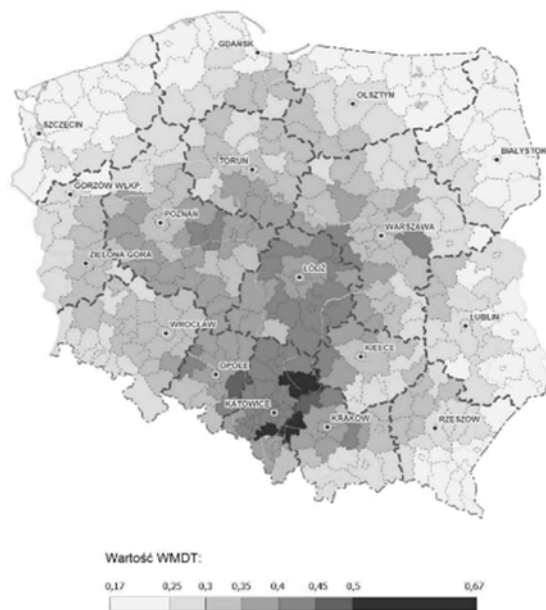 GDAŃSK
OLSZTYN
SZCZECIN
BIAŁYSTOK
TORUŃ
GORZÓW WLKP.
POZNAŃ
WARSZAWA
ZIELONA GÓRA
ŁÓDŹ
WROCŁAW
LUBLIN
KIELCE
OPOLE
KATOWICE
KRAKÓW
RZESZÓW
Wartość WMDT:
0,17 0,25 0,3 0,35 0,4 0,45 0,5 0,67